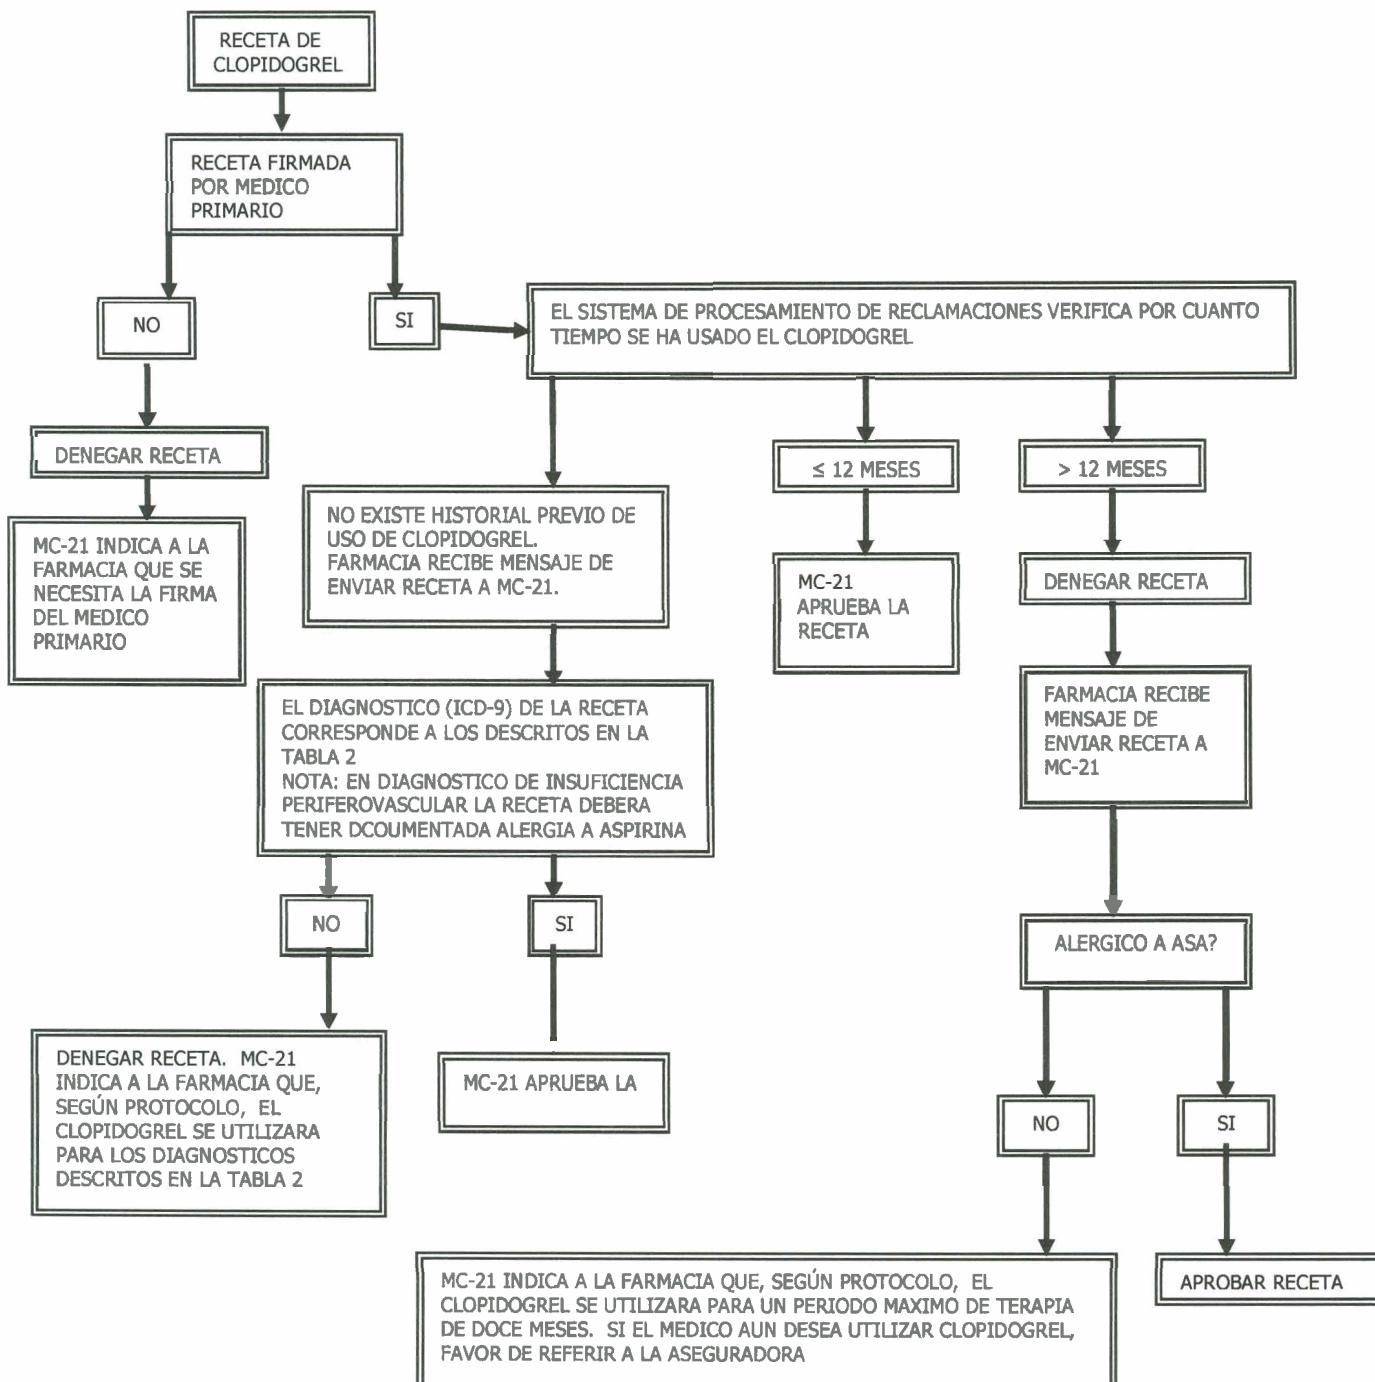 RECETA DE
CLOPIDOGREL
RECETA FIRMADA
POR MEDICO
PRIMARIO
NO
SI
EL SISTEMA DE PROCESAMIENTO DE RECLAMACIONES VERIFICA POR CUANTO
TIEMPO SE HA USADO EL CLOPIDOGREL
DENEGAR RECETA
MC-21 INDICA A LA
FARMACIA QUE SE
NECESITA LA FIRMA
DEL MEDICO
PRIMARIO
NO EXISTE HISTORIAL PREVIO DE
USO DE CLOPIDOGREL.
FARMACIA RECIBE MENSAJE DE
ENVIAR RECETA A MC-21.
≤ 12 MESES
MC-21
APRUEBA LA
RECETA
> 12 MESES
DENEGAR RECETA
FARMACIA RECIBE
MENSAJE DE
ENVIAR RECETA A
MC-21
EL DIAGNOSTICO (ICD-9) DE LA RECETA
CORRESPONDE A LOS DESCRITOS EN LA
TABLA 2
NOTA: EN DIAGNOSTICO DE INSUFICIENCIA
PERIFEROVASCULAR LA RECETA DEBERA
TENER DCOUMENTADA ALERGIA A ASPIRINA
NO
SI
DENEGAR RECETA. MC-21
INDICA A LA FARMACIA QUE,
SEGÚN PROTOCOLO, EL
CLOPIDOGREL SE UTILIZARA
PARA LOS DIAGNOSTICOS
DESCRITOS EN LA TABLA 2
MC-21 APRUEBA LA
ALERGICO A ASA?
NO
SI
MC-21 INDICA A LA FARMACIA QUE, SEGÚN PROTOCOLO, EL
CLOPIDOGREL SE UTILIZARA PARA UN PERIODO MAXIMO DE TERAPIA
DE DOCE MESES. SI EL MEDICO AUN DESEA UTILIZAR CLOPIDOGREL,
FAVOR DE REFERIR A LA ASEGURADORA
APROBAR RECETA